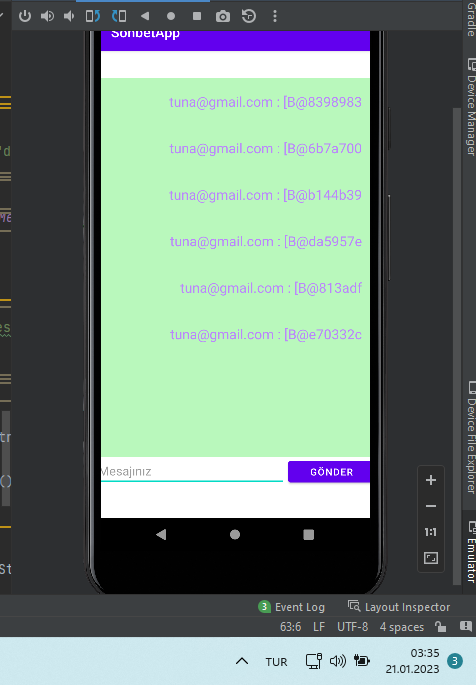 SohbetApp
tuna@gmail.com : [B@8398983
tuna@gmail.com : [B@6b7a700
tuna@gmail.com : [B@b144b39
tuna@gmail.com : [B@da5957e
tuna@gmail.com : [B@813adf
tuna@gmail.com : [B@e70332c
Mesajınız
GÖNDER
Gradle
Device Manager
Device File Explorer
Emulator
1:1
3 Event Log
Layout Inspector
63:6 LF UTF-8 4 spaces
TUR
03:35
21.01.2023
3